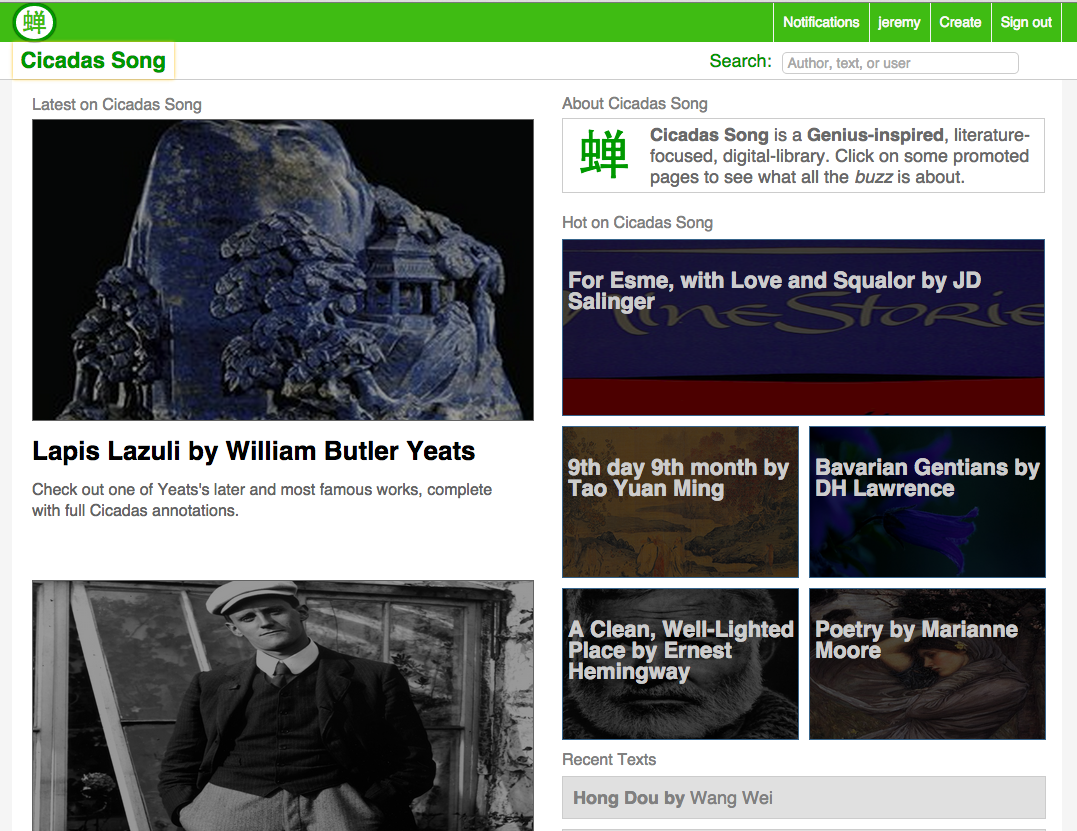 蝉
Notifications
jeremy
Create
Sign out
Cicadas Song
Search:
Author, text, or user
Latest on Cicadas Song
Lapis Lazuli by William Butler Yeats
Check out one of Yeats's later and most famous works, complete
with full Cicadas annotations.
About Cicadas Song
蝉
Cicadas Song is a Genius-inspired, literature-
focused, digital-library. Click on some promoted
pages to see what all the buzz is about.
Hot on Cicadas Song
For Esme, with Love and Squalor by JD
Salinger
Nine Storie
9th day 9th month by
Tao Yuan Ming
Bavarian Gentians by
DH Lawrence
A Clean, Well-Lighted
Place by Ernest
Hemingway
Poetry by Marianne
Moore
Recent Texts
Hong Dou by Wang Wei